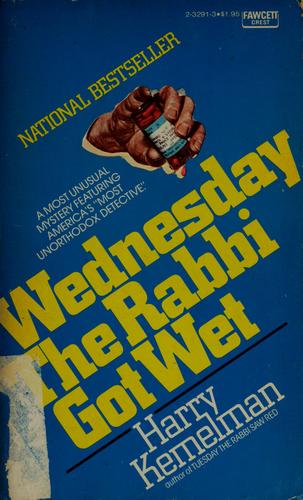 2-3291-3•$1.95
FAWCETT
CREST
NATIONAL BESTSELLER
A MOST UNUSUAL
MYSTERY FEATURING
AMERICA'S "MOST
UNORTHODOX DETECTIVE."
Wednesday
The Rabbi
Got Wet
Harry
Kemelman
author of TUESDAY THE RABBI SAW RED